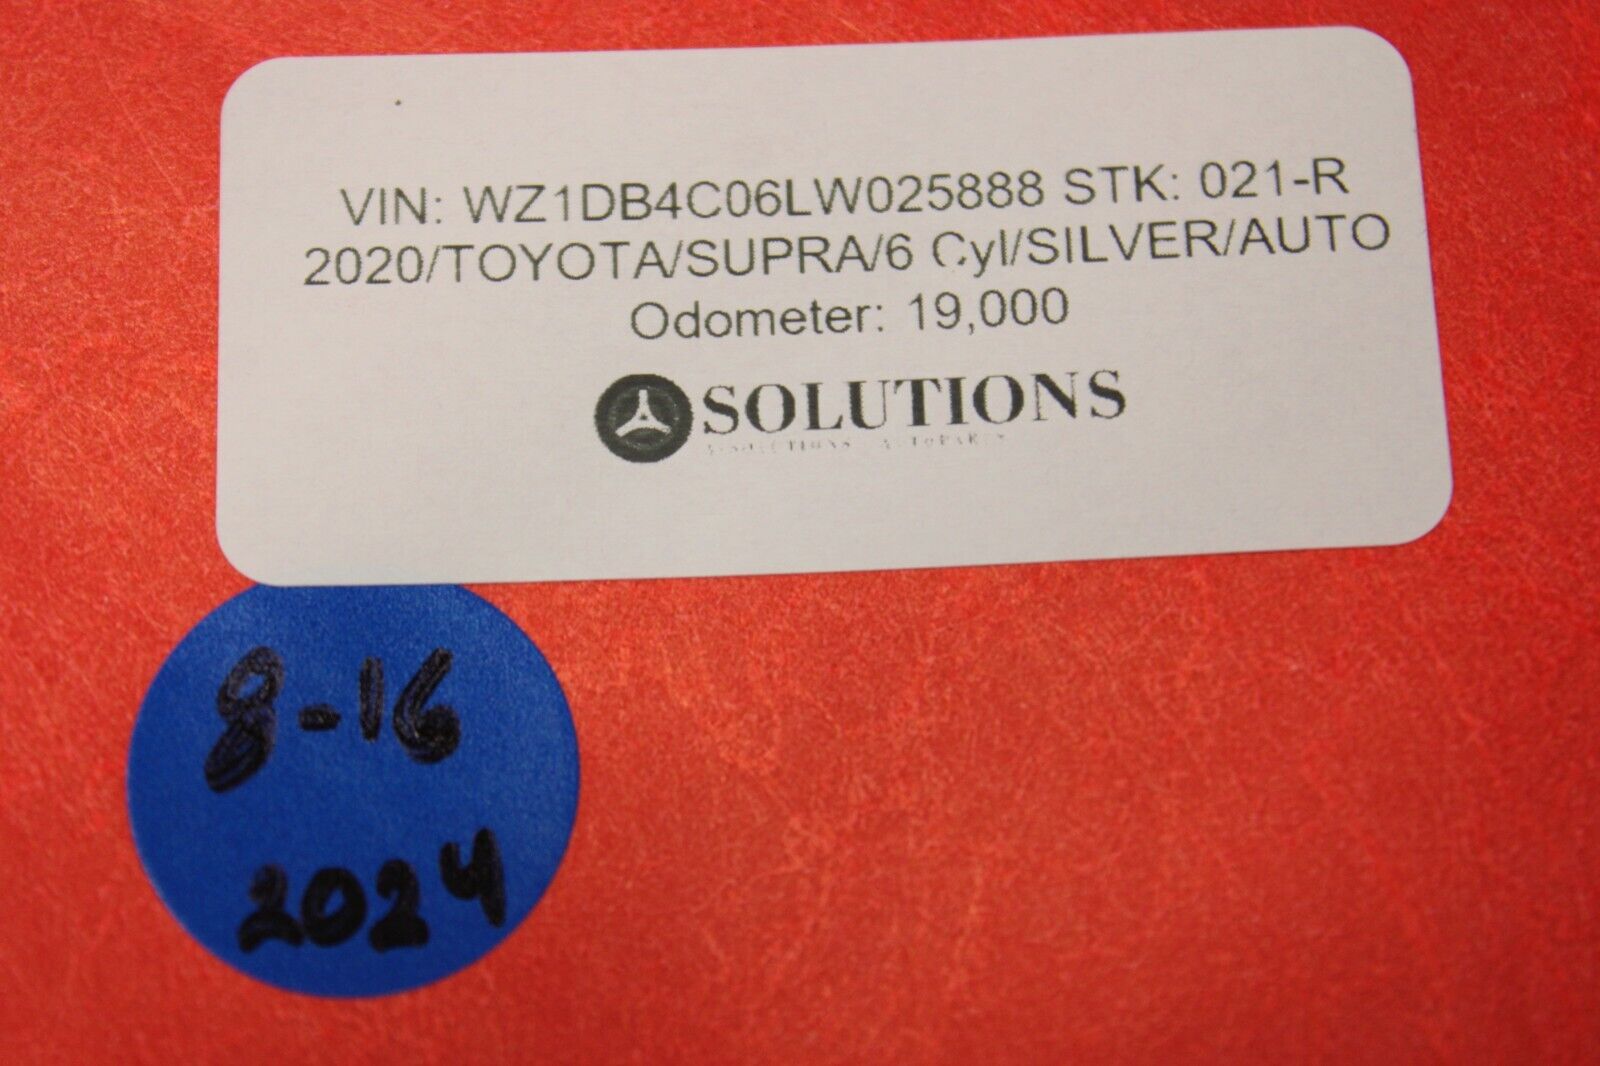 VIN: WZ1DB4C06LW025888 STK: 021-R
2020/TOYOTA/SUPRA/6 Cyl/SILVER/AUTO
Odometer: 19,000
SOLUTIONS
8-16
2024